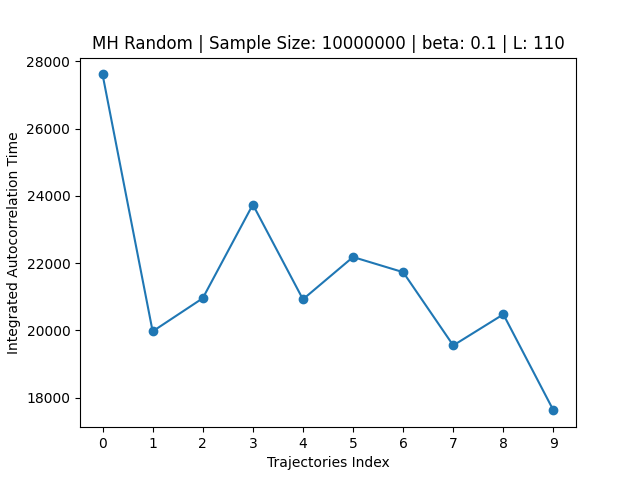 MH Random | Sample Size: 10000000 | beta: 0.1 | L: 110
28000
26000
24000
22000
20000
18000
Integrated Autocorrelation Time
0 1 2 3 4 5 6 7 8 9
Trajectories Index